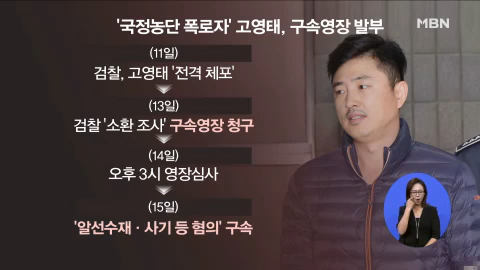 '국정농단 폭로자' 고영태, 구속영장 발부
MBN
(11일)
검찰, 고영태 '전격 체포'
(13일)
검찰 '소환 조사' 구속영장 청구
(14일)
오후 3시 영장심사
(15일)
'알선수재·사기 등 혐의' 구속